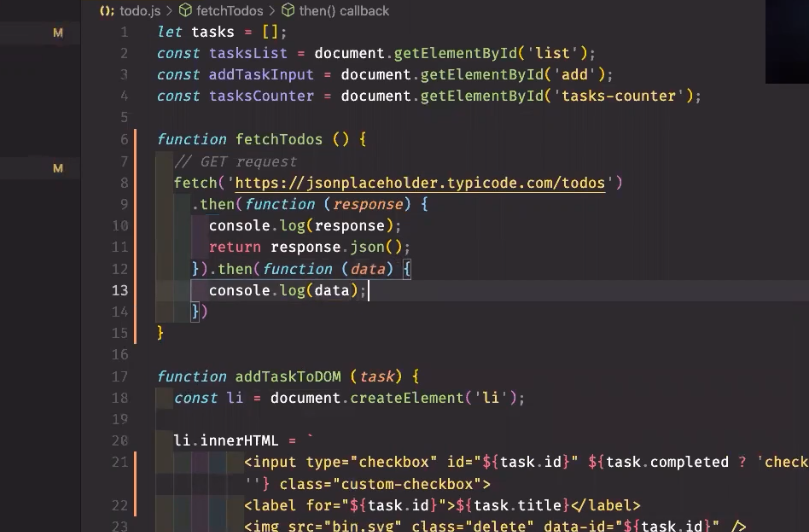 todo.js > fetchTodos > then() callback
M
1 let tasks = [];
2 const tasksList = document.getElementById('list');
3 const addTaskInput = document.getElementById('add');
4 const tasksCounter = document.getElementById('tasks-counter');
5
6 function fetchTodos () {
M
7 // GET request
8 fetch('https://jsonplaceholder.typicode.com/todos')
9 .then(function (response) {
10 console.log(response);
11 return response.json();
12 }).then(function (data) {
13 console.log(data);
14 })
15 }
16
17 function addTaskToDOM (task) {
18 const li = document.createElement('li');
19
20 li.innerHTML = `
21 <input type="checkbox" id="${task.id}" ${task.completed ? 'check
''} class="custom-checkbox">
22 <label for="${task.id}">${task.title}</label>
23 <img src="bin.svg" class="delete" data-id="${task.id}" />